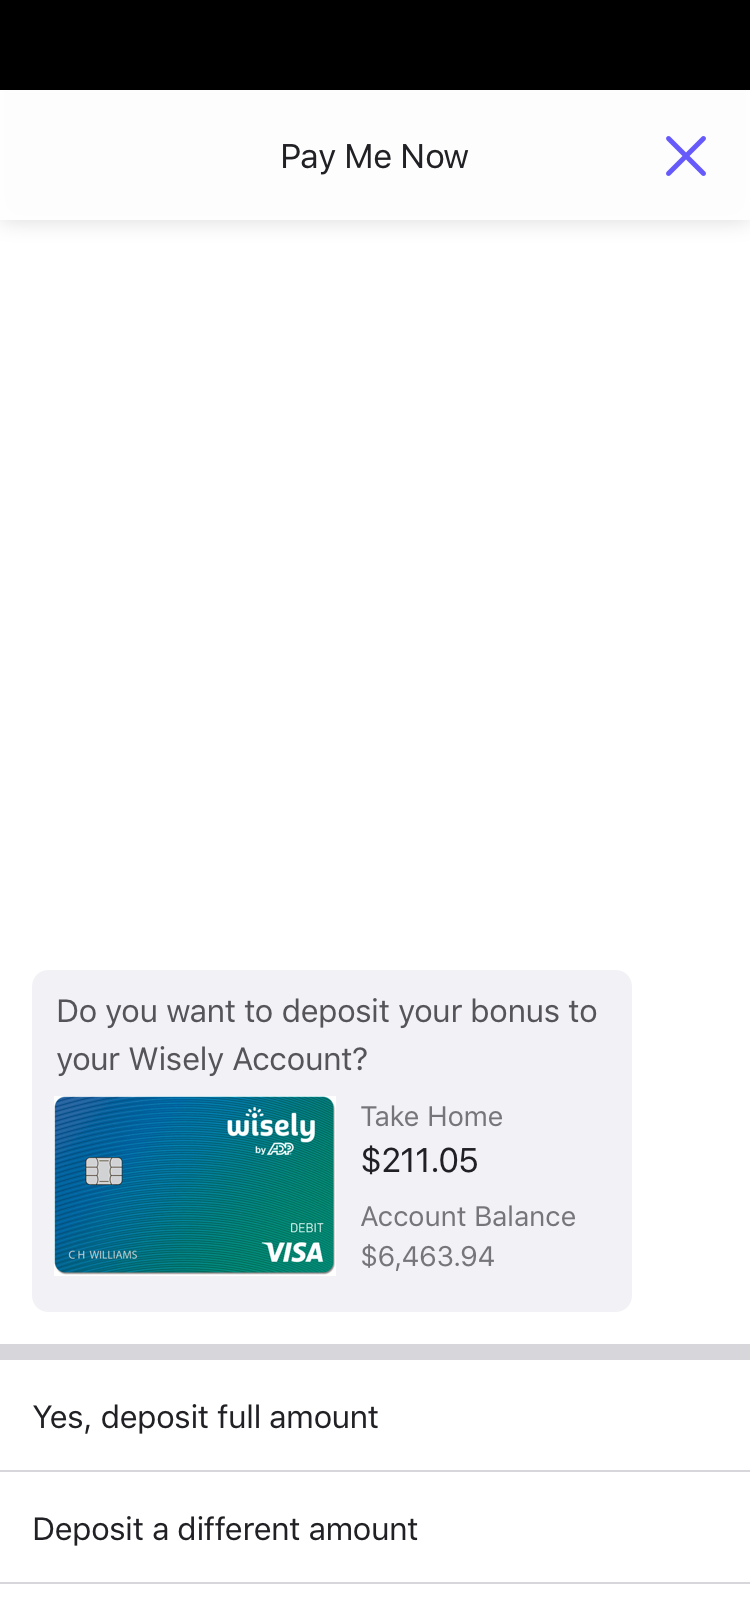 Pay Me Now
Do you want to deposit your bonus to
your Wisely Account?
wisely
by ADP
DEBIT
C H WILLIAMS
VISA
Take Home
$211.05
Account Balance
$6,463.94
Yes, deposit full amount
Deposit a different amount